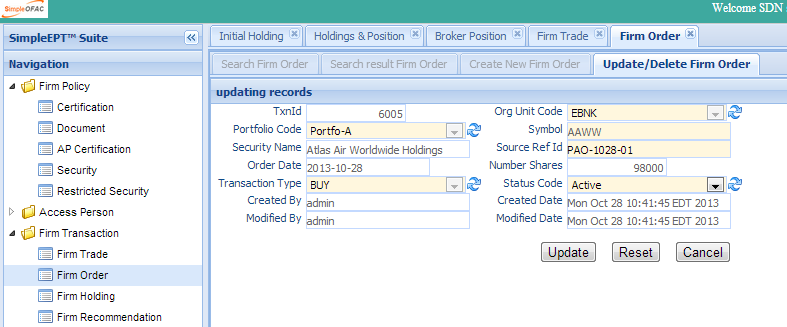 SimpleOFAC
Welcome SDN
SimpleEPT™ Suite
Navigation
Firm Policy
Certification
Document
AP Certification
Security
Restricted Security
Access Person
Firm Transaction
Firm Trade
Firm Order
Firm Holding
Firm Recommendation
Initial Holding Holdings & Position Broker Position Firm Trade Firm Order
Search Firm Order Search result Firm Order Create New Firm Order Update/Delete Firm Order
updating records
TxnId 6005 Org Unit Code EBNK
Portfolio Code Portfo-A Symbol AAWW
Security Name Atlas Air Worldwide Holdings Source Ref Id PAO-1028-01
Order Date 2013-10-28 Number Shares 98000
Transaction Type BUY Status Code Active
Created By admin Created Date Mon Oct 28 10:41:45 EDT 2013
Modified By admin Modified Date Mon Oct 28 10:41:45 EDT 2013
Update Reset Cancel